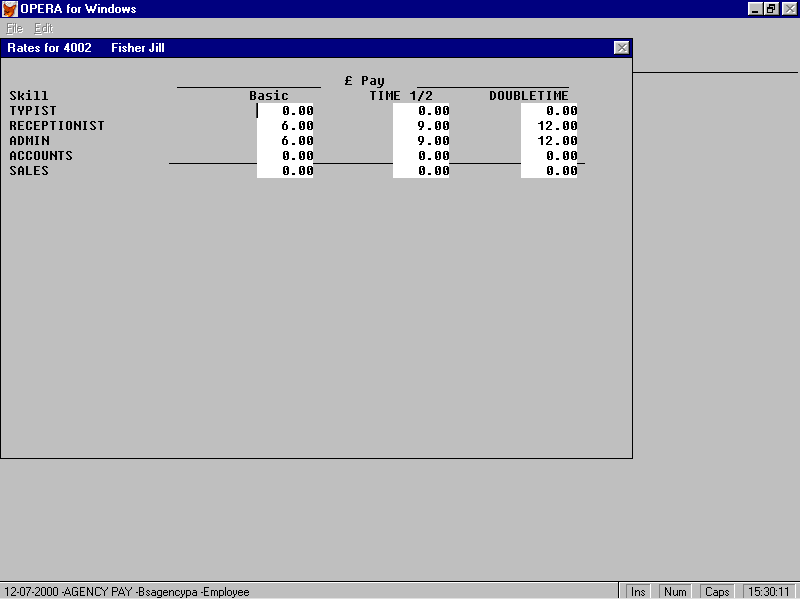 OPERA for Windows
File Edit
Rates for 4002 Fisher Jill
£ Pay
Skill Basic TIME 1/2 DOUBLETIME
TYPIST 0.00 0.00 0.00
RECEPTIONIST 6.00 9.00 12.00
ADMIN 6.00 9.00 12.00
ACCOUNTS 0.00 0.00 0.00
SALES 0.00 0.00 0.00
12-07-2000 -AGENCY PAY -Bsagencypa -Employee Ins Num Caps 15:30:11